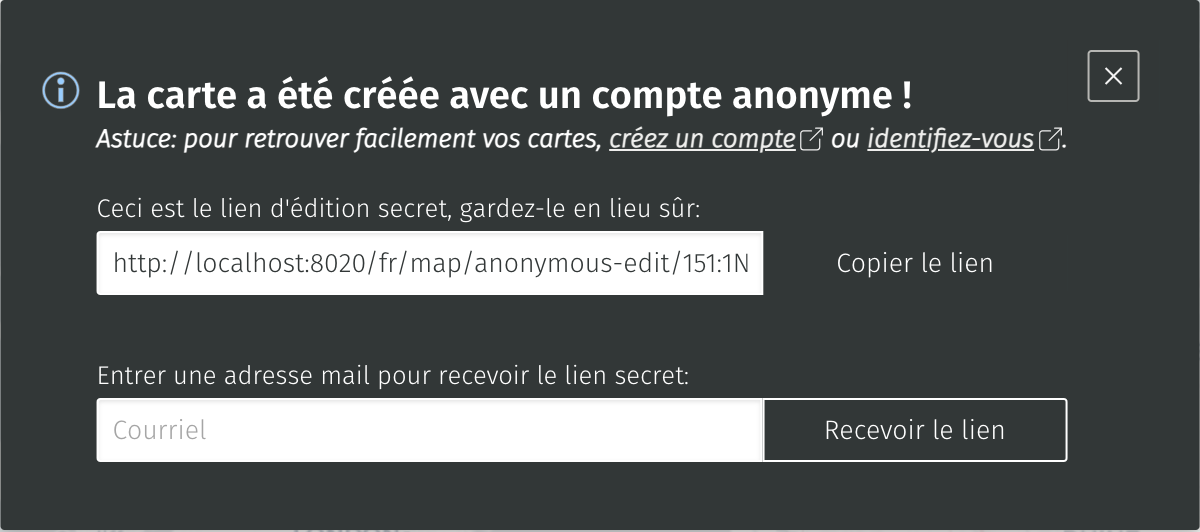 La carte a été créée avec un compte anonyme !
Astuce: pour retrouver facilement vos cartes, créez un compte ou identifiez-vous.
Ceci est le lien d'édition secret, gardez-le en lieu sûr:
http://localhost:8020/fr/map/anonymous-edit/151:1N
Copier le lien
Entrer une adresse mail pour recevoir le lien secret:
Courriel
Recevoir le lien